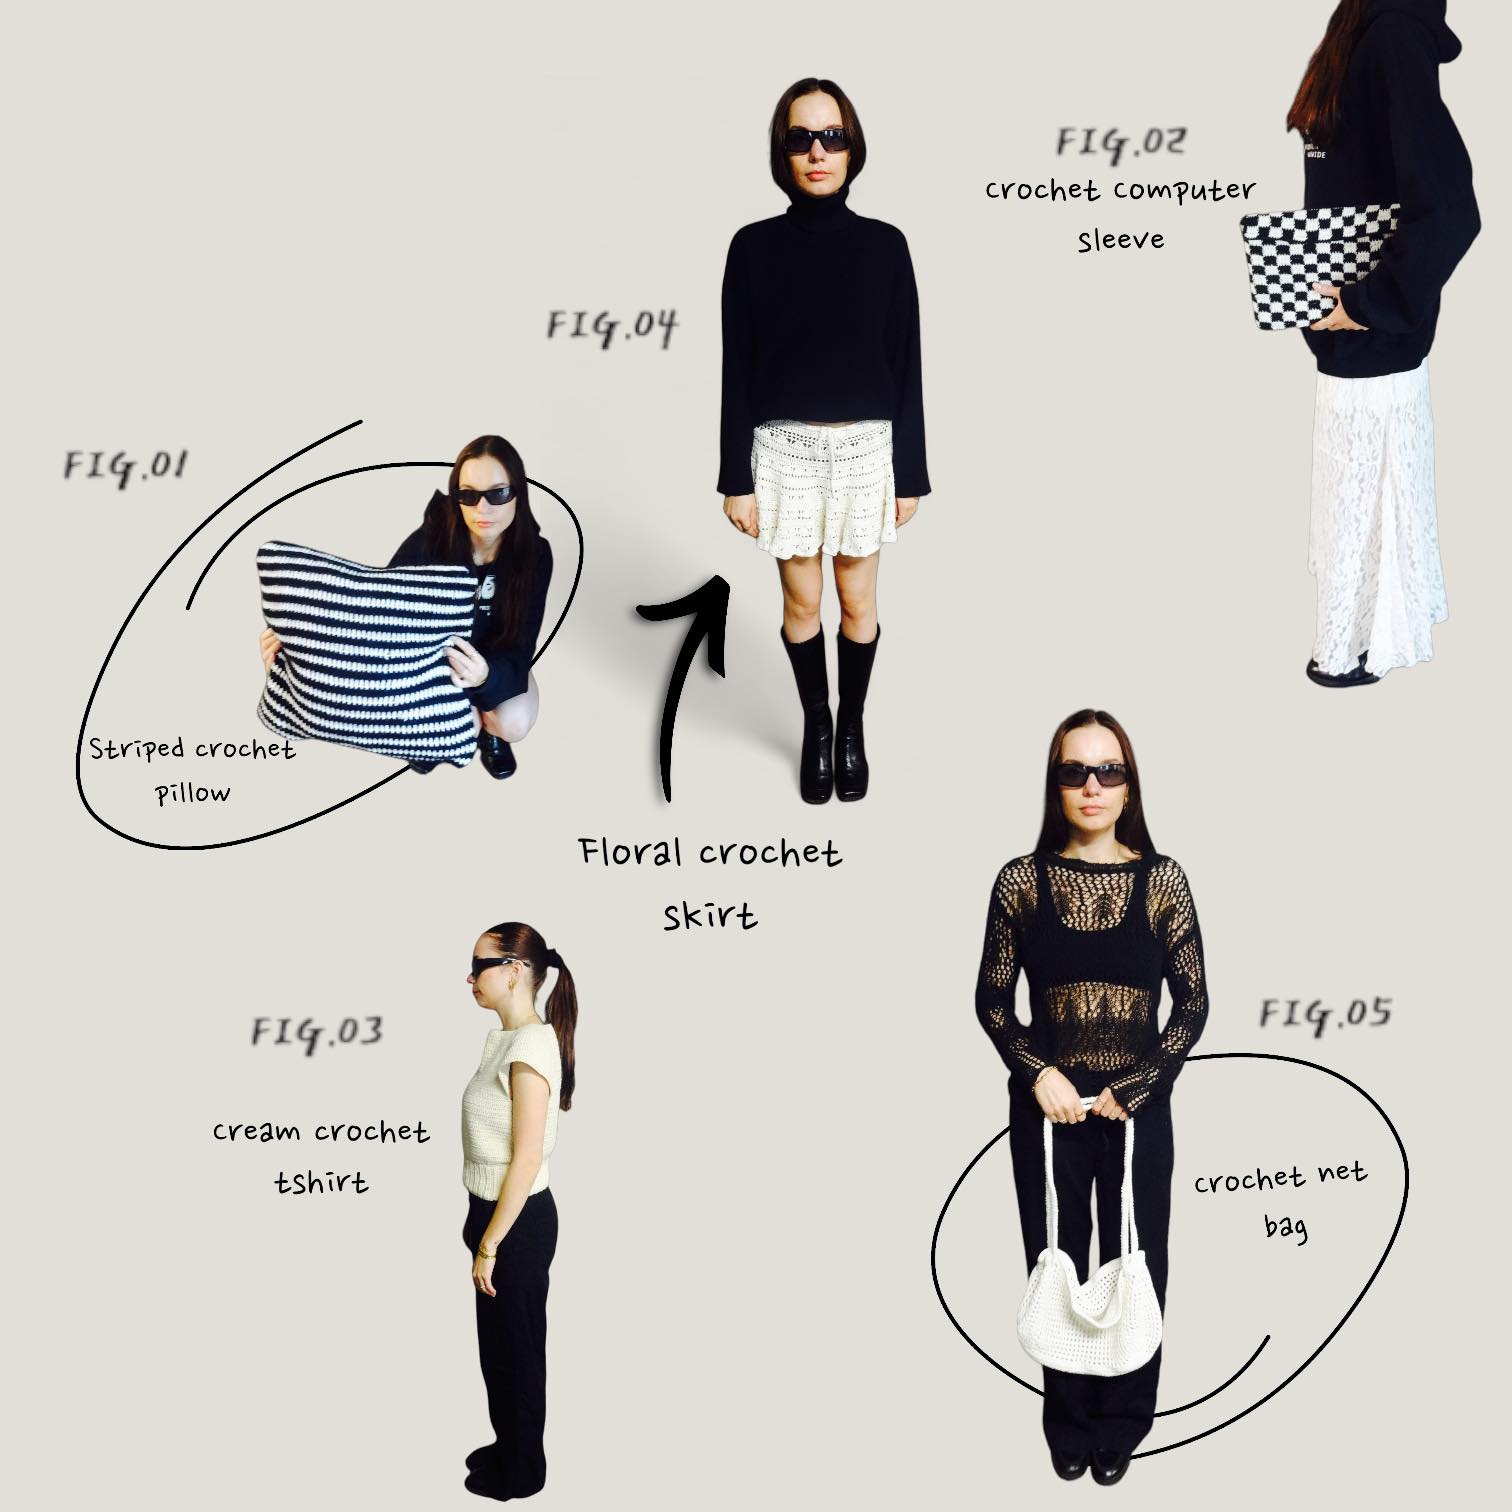 FIG.01
Striped crochet
pillow
FIG.04
Floral crochet
skirt
FIG.02
crochet computer
sleeve
FIG.03
cream crochet
tshirt
FIG.05
crochet net
bag